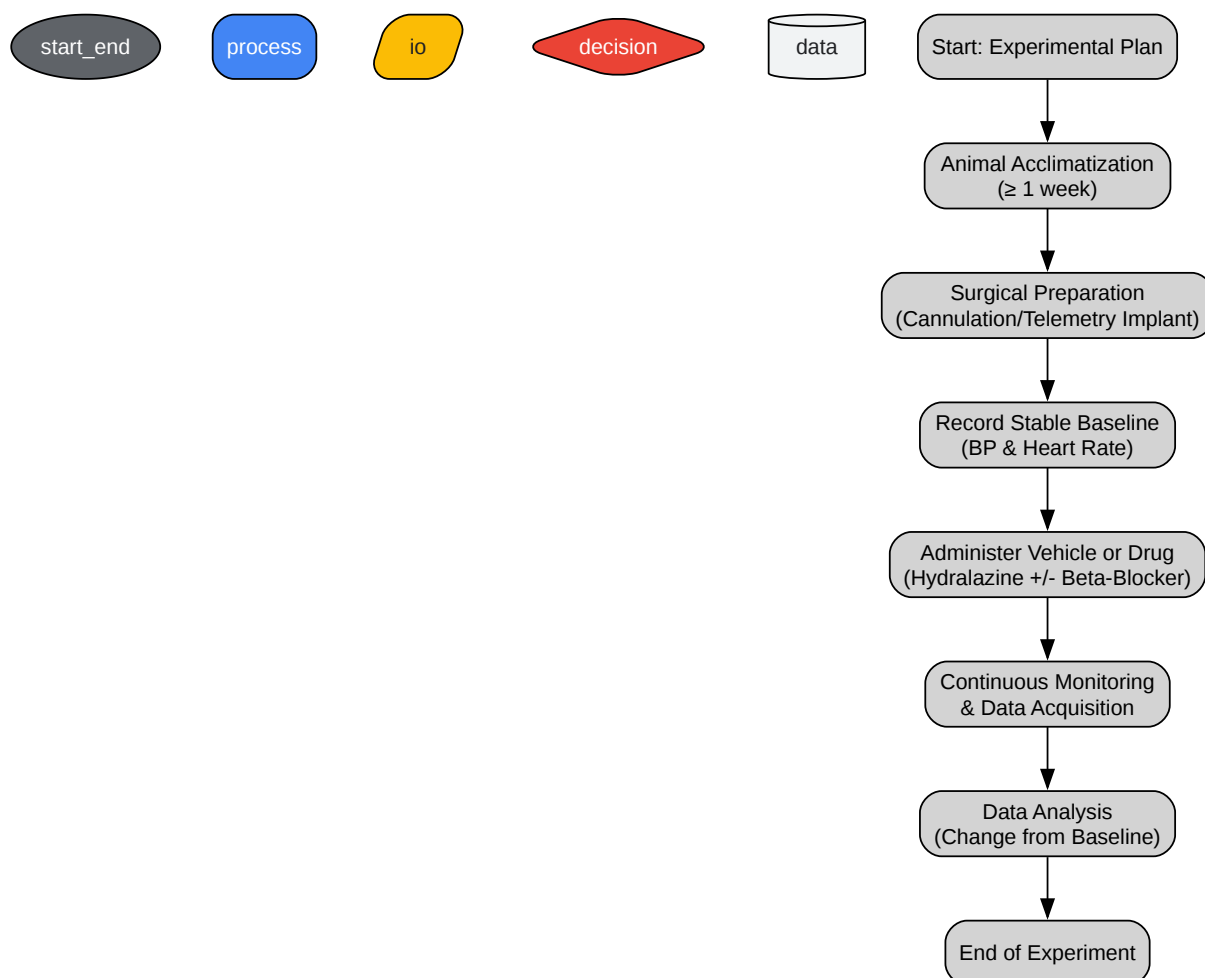 start_end
process
io
decision
data
Start: Experimental Plan
Animal Acclimatization
(≥ 1 week)
Surgical Preparation
(Cannulation/Telemetry Implant)
Record Stable Baseline
(BP & Heart Rate)
Administer Vehicle or Drug
(Hydralazine +/- Beta-Blocker)
Continuous Monitoring
& Data Acquisition
Data Analysis
(Change from Baseline)
End of Experiment